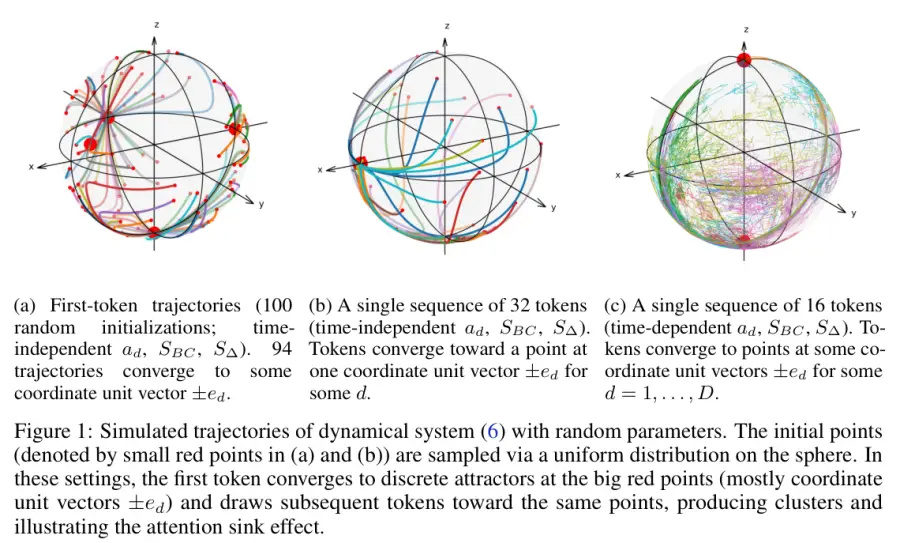 z
x
y
z
x
y
z
x
y
(a) First-token trajectories (100
random initializations; time-
independent a_d, S_{BC}, S_Δ). 94
trajectories converge to some
coordinate unit vector ±e_d.
(b) A single sequence of 32 tokens
(time-independent a_d, S_{BC}, S_Δ).
Tokens converge toward a point at
one coordinate unit vector ±e_d for
some d.
(c) A single sequence of 16 tokens
(time-dependent a_d, S_{BC}, S_Δ). To-
kens converge to points at some co-
ordinate unit vectors ±e_d for some
d = 1, . . . , D.
Figure 1: Simulated trajectories of dynamical system (6) with random parameters. The initial points
(denoted by small red points in (a) and (b)) are sampled via a uniform distribution on the sphere. In
these settings, the first token converges to discrete attractors at the big red points (mostly coordinate
unit vectors ±e_d) and draws subsequent tokens toward the same points, producing clusters and
illustrating the attention sink effect.